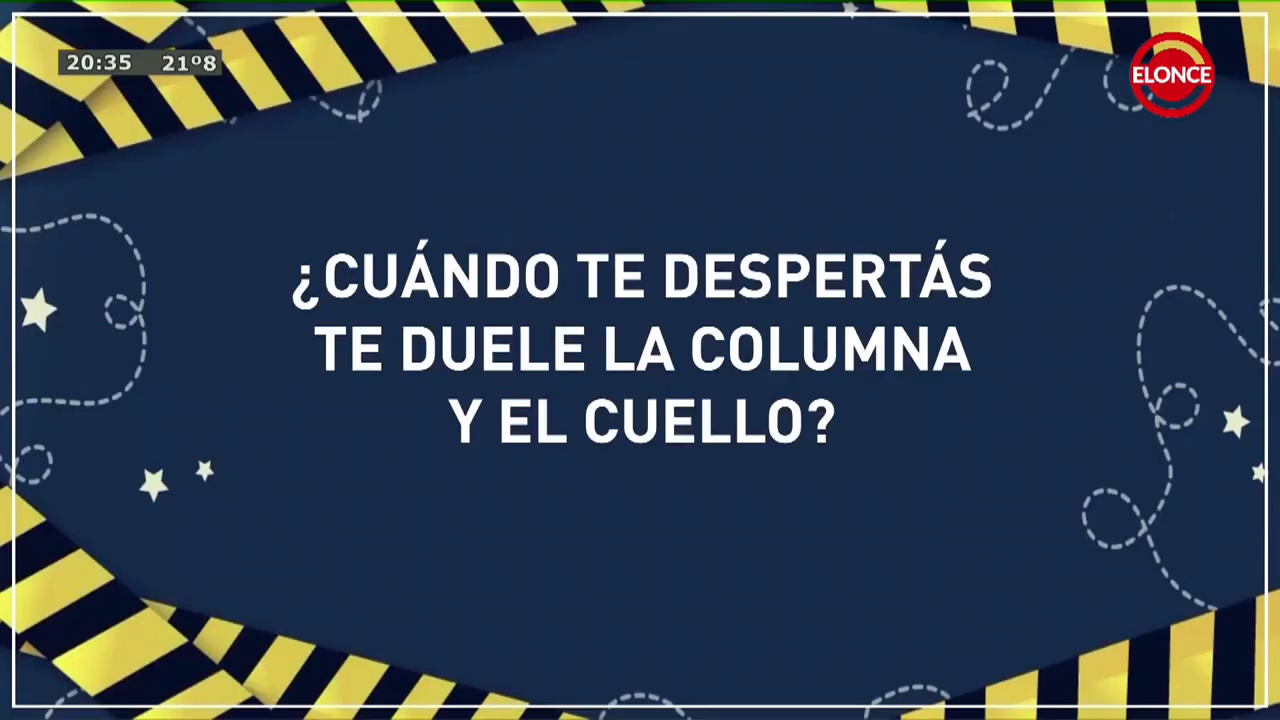 20:35 21º8
ELONCE
¿CUÁNDO TE DESPERTÁS
TE DUELE LA COLUMNA
Y EL CUELLO?